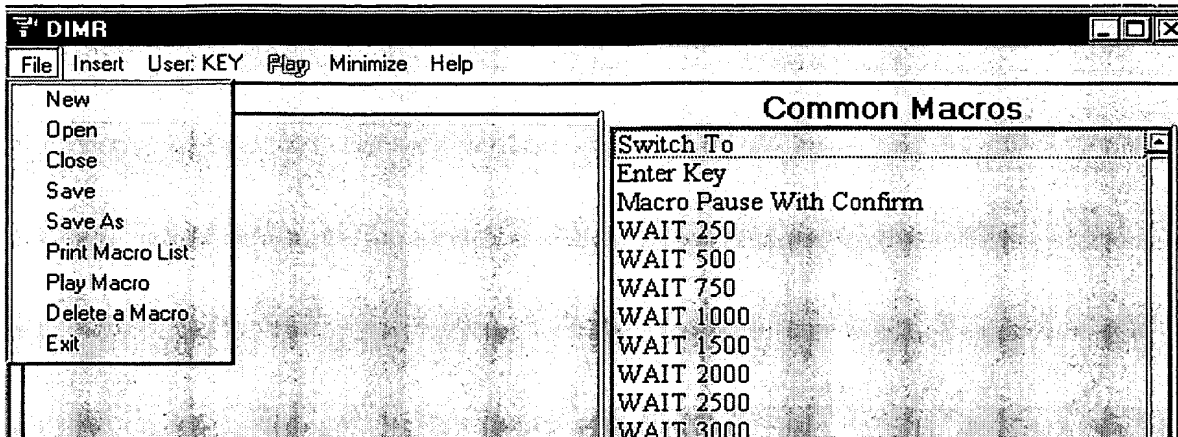 DIMR
File Insert User: KEY Play Minimize Help
New
Open
Close
Save
Save As
Print Macro List
Play Macro
Delete a Macro
Exit
Common Macros
Switch To
Enter Key
Macro Pause With Confirm
WAIT 250
WAIT 500
WAIT 750
WAIT 1000
WAIT 1500
WAIT 2000
WAIT 2500
WAIT 3000